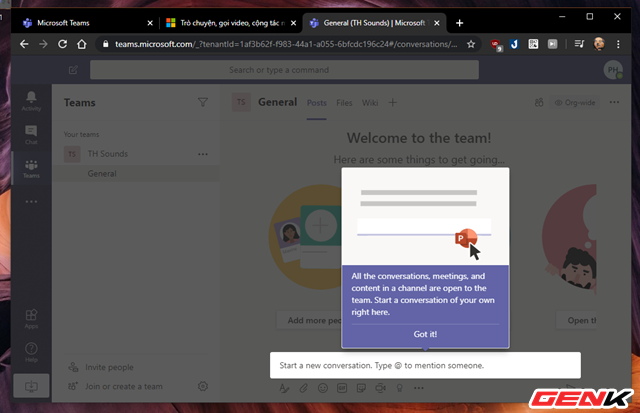 Microsoft Teams
Trò chuyện, gọi video, cộng tác n
General (TH Sounds) | Microsoft
teams.microsoft.com/_?tenantId=1af3b62f-f983-44a1-a055-6bfcdc196c24#/conversations/...
Search or type a command
PH
Activity
Chat
Teams
Apps
Help
Teams
Your teams
TS
TH Sounds
General
Invite people
Join or create a team
TS
General
Posts
Files
Wiki
Org-wide
Welcome to the team!
Here are some things to get going...
Add more peo
Open th
P
All the conversations, meetings, and
content in a channel are open to the
team. Start a conversation of your own
right here.
Got it!
Start a new conversation. Type @ to mention someone.
GENK